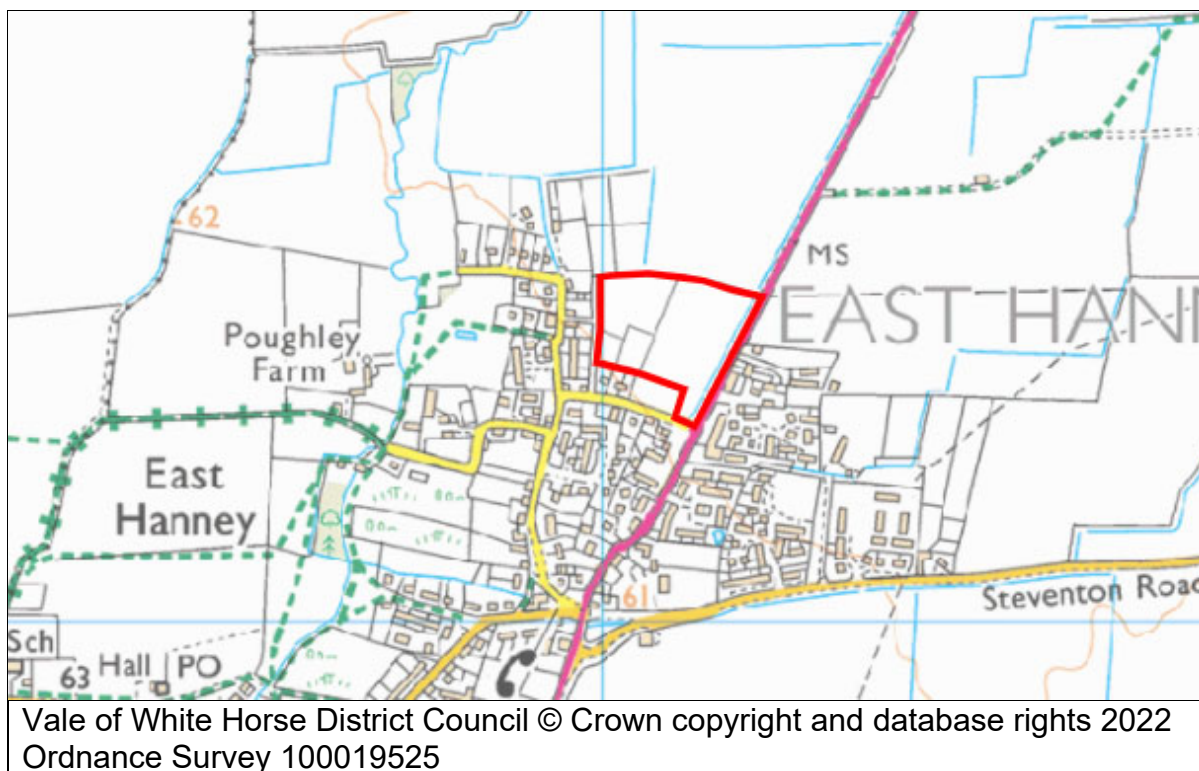 62
MS
EAST HANN
Poughley
Farm
East
Hanney
61
Steventon Road
Sch
63 Hall PO
Vale of White Horse District Council © Crown copyright and database rights 2022
Ordnance Survey 100019525